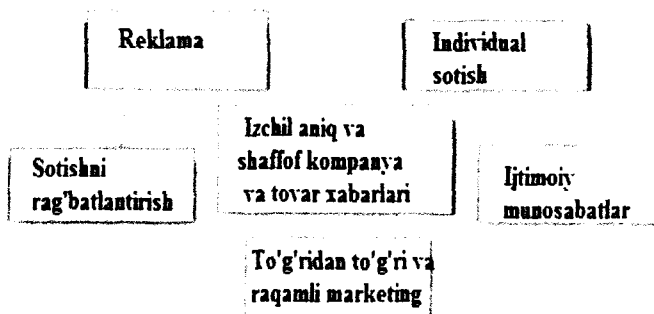 Reklama
Individual
sotish
Izchil aniq va
shaffof kompanya
va tovar xabarlari
Sotishni
rag'batlantirish
Ijtimoiy
munosabatlar
To'g'ridan to'g'ri va
raqamli marketing